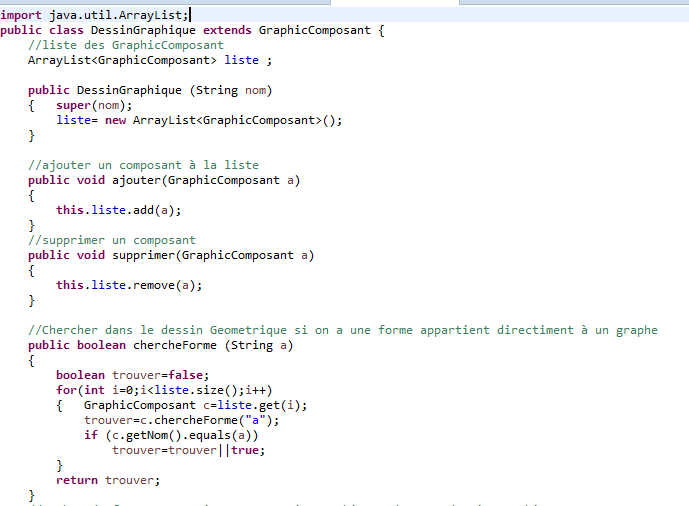 import java.util.ArrayList;
public class DessinGraphique extends GraphicComposant {
//liste des GraphicComposant
ArrayList<GraphicComposant> liste ;
public DessinGraphique (String nom)
{ super(nom);
liste= new ArrayList<GraphicComposant>();
}
//ajouter un composant à la liste
public void ajouter(GraphicComposant a)
{
this.liste.add(a);
}
//supprimer un composant
public void supprimer(GraphicComposant a)
{
this.liste.remove(a);
}
//Chercher dans le dessin Geometrique si on a une forme appartient directiment à un graphe
public boolean chercheForme (String a)
{
boolean trouver=false;
for(int i=0;i<liste.size();i++)
{ GraphicComposant c=liste.get(i);
trouver=c.chercheForme("a");
if (c.getNom().equals(a))
trouver=trouver||true;
}
return trouver;
}